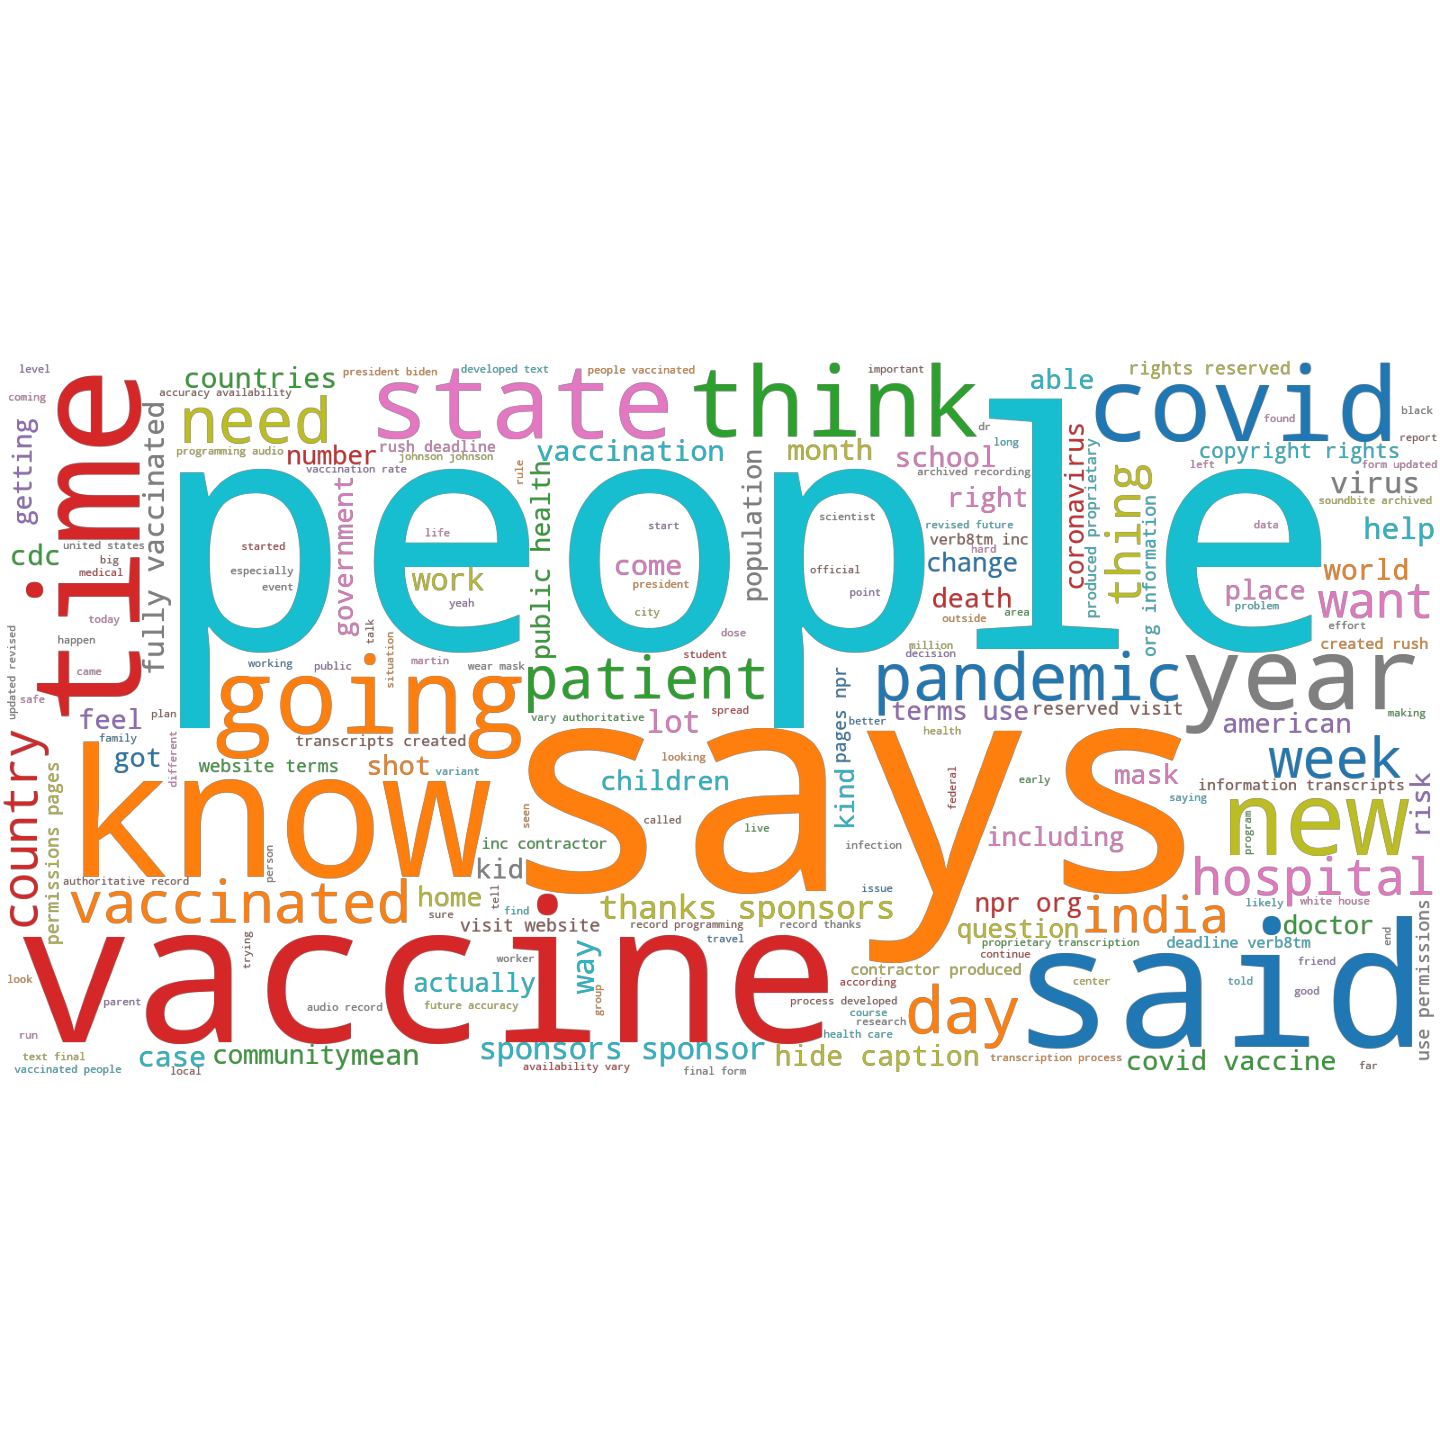 people
says
vaccine
time
know
said
covid
think
state
going
year
new
pandemic
patient
need
day
week
hospital
india
vaccinated
want
thing
country
level
coming
getting
cdc
countries
president biden
developed text
people vaccinated
important
able
rights reserved
accuracy availability
found
black
report
programming audio
rush deadline
number
johnson johnson
vaccination rate
rule
vaccination
month
dr
long
school
archived recording
coronavirus
copyright rights
left
form updated
virus
soundbite archived
fully vaccinated
government
public health
population
right
scientist
revised future
verb8tm inc
hard
change
produced proprietary
org information
data
help
united states
big
medical
started
especially
event
life
work
yeah
start
come
president
city
official
point
death
area
outside
world
place
problem
effort
created rush
today
happen
came
updated revised
safe
talk
situation
working
public
martin
wear mask
dose
student
million
decision
feel
plan
family
got
different
transcripts created
website terms
shot
variant
vary authoritative
lot
spread
looking
children
better
pages npr
terms use
reserved visit
health
american
making
mask
saying
information transcripts
risk
permissions pages
authoritative record
person
seen
called
live
kind
federal
early
including
program
inc contractor
infection
kid
home
sure
tell
find
visit website
thanks sponsors
record programming
record thanks
travel
issue
npr org
question
proprietary transcription
continue
likely
white house
doctor
deadline verb8tm
end
trying
look
parent
run
actually
worker
way
group
contractor produced
according
center
told
friend
good
use permissions
audio record
future accuracy
process developed
course
research
health care
text final
vaccinated people
case
local
communitymean
sponsors sponsor
availability vary
final form
hide caption
transcription process
covid vaccine
far